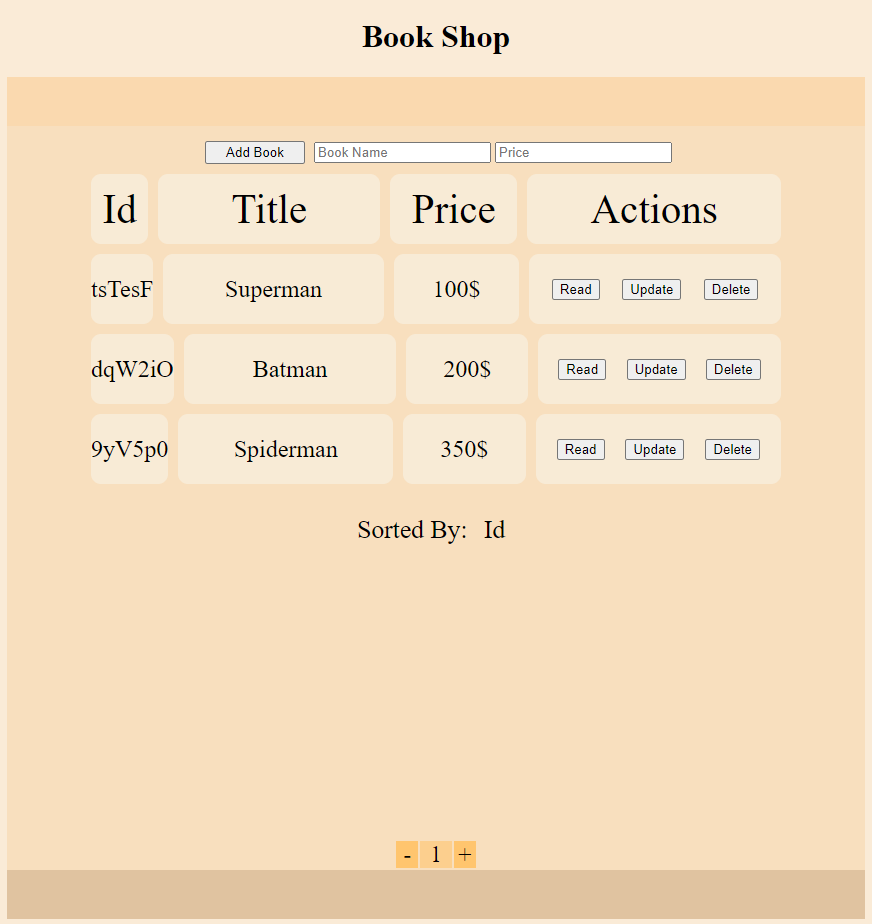 Book Shop
Add Book Book Name Price
Id Title Price Actions
tsTesF Superman 100$ Read Update Delete
dqW2iO Batman 200$ Read Update Delete
9yV5p0 Spiderman 350$ Read Update Delete
Sorted By: Id
- 1 +